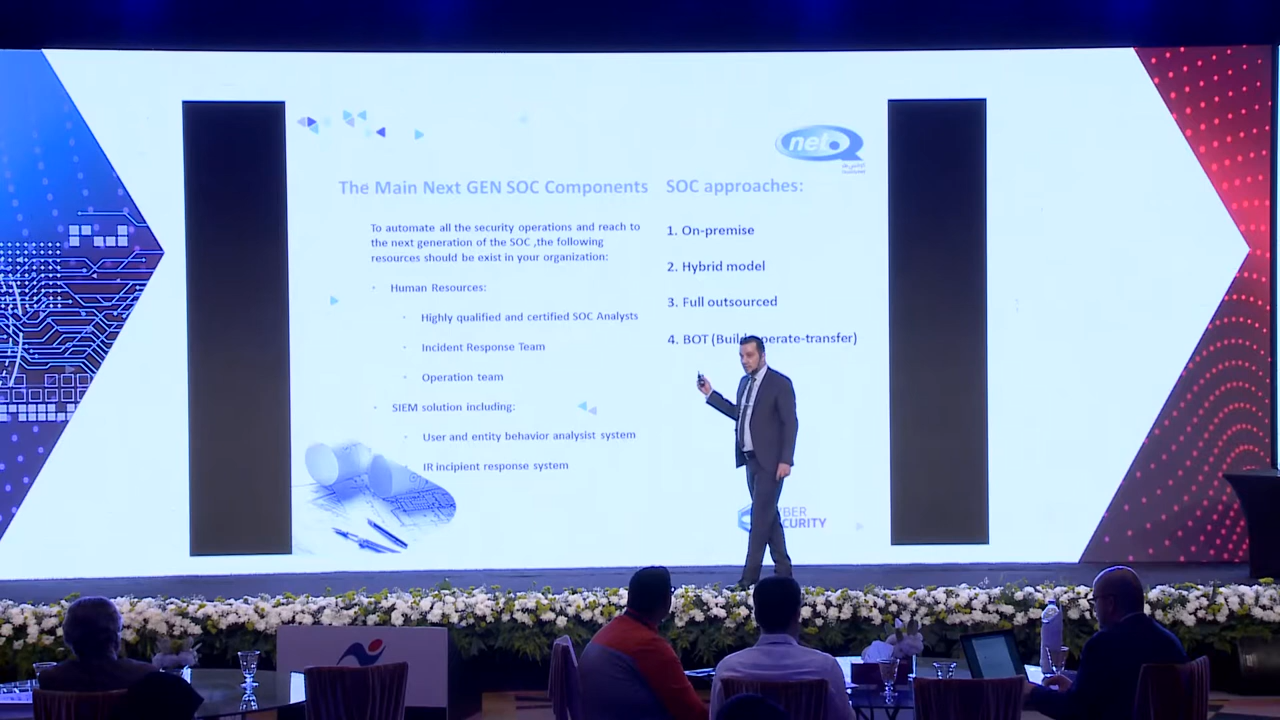 netQ
The Main Next GEN SOC Components
To automate all the security operations and reach to
the next generation of the SOC ,the following
resources should be exist in your organization:
· Human Resources:
· Highly qualified and certified SOC Analysts
· Incident Response Team
· Operation team
· SIEM solution including:
· User and entity behavior analysist system
· IR incipient response system
SOC approaches:
1. On-premise
2. Hybrid model
3. Full outsourced
4. BOT (Build perate-transfer)
BER
CURITY